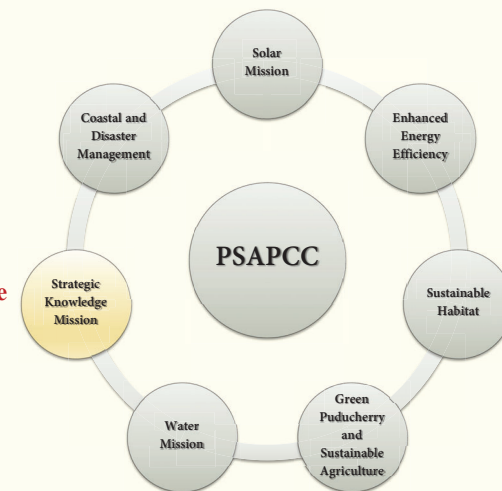 Solar
Mission
Coastal and
Disaster
Management
Enhanced
Energy
Efficiency
PSAPCC
Strategic
Knowledge
Mission
Sustainable
Habitat
Water
Mission
Green
Puducherry
and
Sustainable
Agriculture